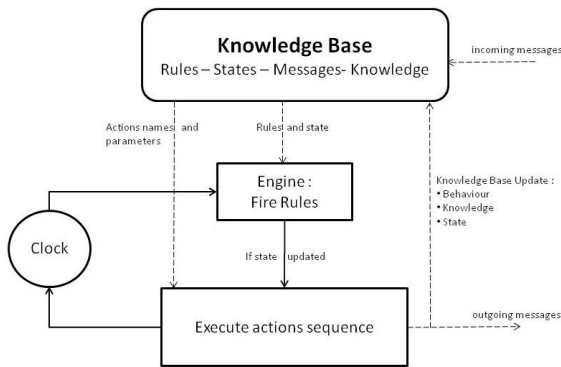 Knowledge Base
Rules – States – Messages- Knowledge
incoming messages
Actions names and
parameters
Rules and state
Engine :
Fire Rules
Knowledge Base Update :
• Behaviour
• Knowledge
• State
Clock
If state updated
Execute actions sequence
outgoing messages